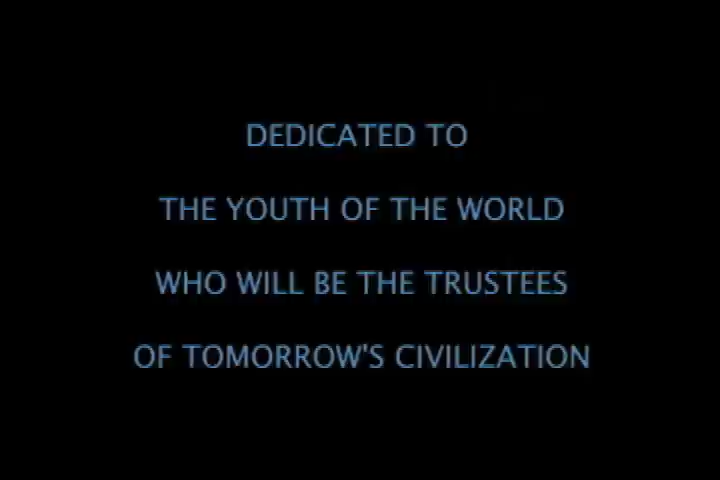 DEDICATED TO
THE YOUTH OF THE WORLD
WHO WILL BE THE TRUSTEES
OF TOMORROW'S CIVILIZATION